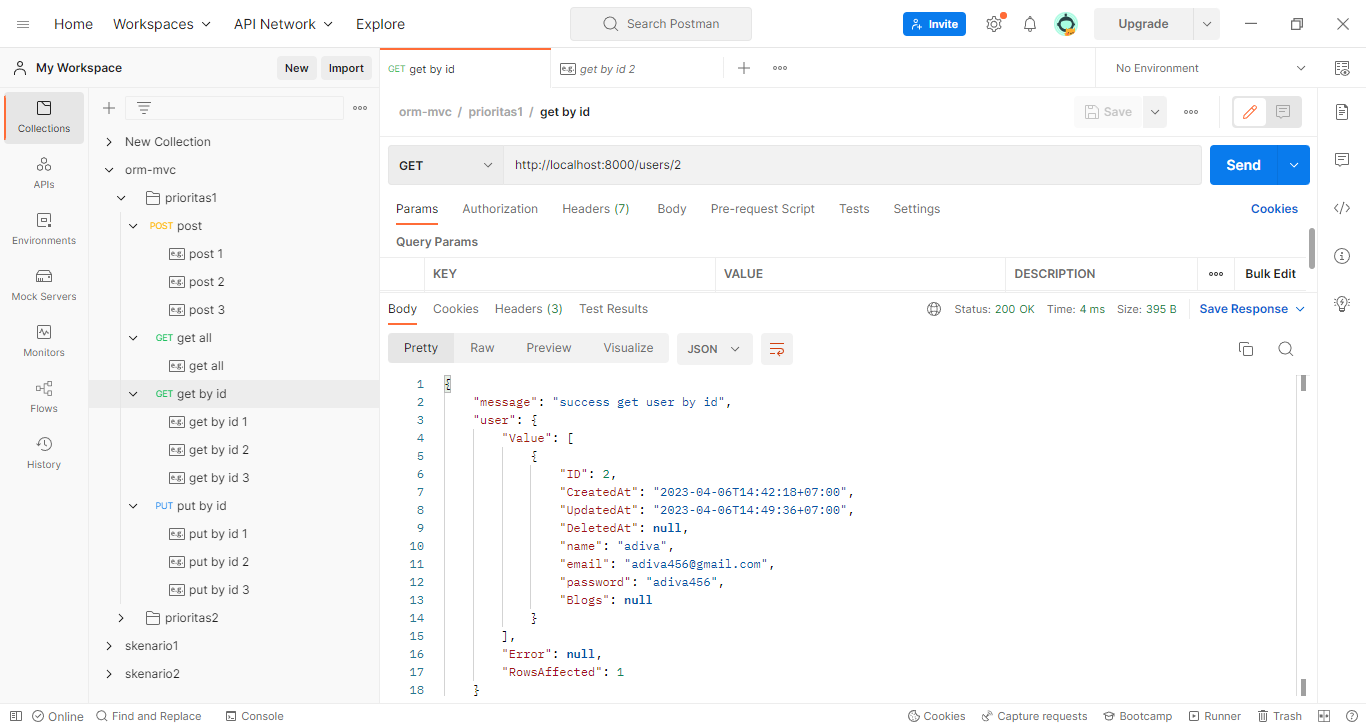 Home Workspaces API Network Explore Search Postman Invite Upgrade
My Workspace New Import GET get by id e.g. get by id 2 No Environment
Collections
APIs
Environments
Mock Servers
Monitors
Flows
History
New Collection
orm-mvc
prioritas1
POST post
e.g. post 1
e.g. post 2
e.g. post 3
GET get all
e.g. get all
GET get by id
e.g. get by id 1
e.g. get by id 2
e.g. get by id 3
PUT put by id
e.g. put by id 1
e.g. put by id 2
e.g. put by id 3
prioritas2
skenario1
skenario2
orm-mvc / prioritas1 / get by id Save
GET http://localhost:8000/users/2 Send
Params Authorization Headers (7) Body Pre-request Script Tests Settings Cookies
Query Params
KEY VALUE DESCRIPTION Bulk Edit
Body Cookies Headers (3) Test Results Status: 200 OK Time: 4 ms Size: 395 B Save Response
Pretty Raw Preview Visualize JSON
1 {
2 "message": "success get user by id",
3 "user": {
4 "Value": [
5 {
6 "ID": 2,
7 "CreatedAt": "2023-04-06T14:42:18+07:00",
8 "UpdatedAt": "2023-04-06T14:49:36+07:00",
9 "DeletedAt": null,
10 "name": "adiva",
11 "email": "adiva456@gmail.com",
12 "password": "adiva456",
13 "Blogs": null
14 }
15 ],
16 "Error": null,
17 "RowsAffected": 1
18 }
Online Find and Replace Console Cookies Capture requests Bootcamp Runner Trash